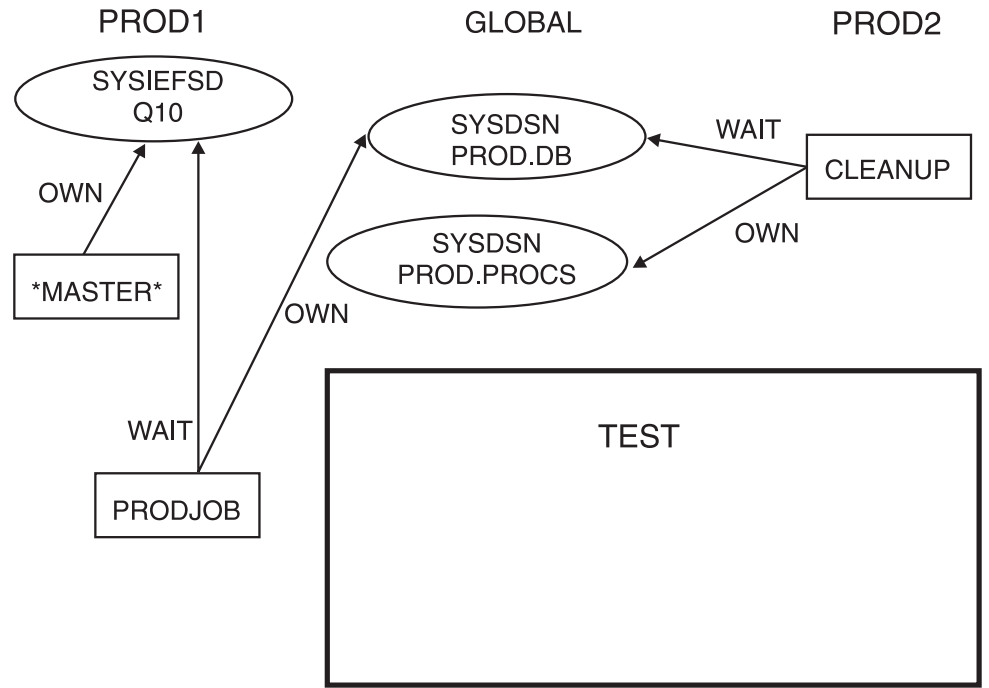 PROD1
GLOBAL
PROD2
SYSIEFSD
Q10
SYSDSN
PROD.DB
WAIT
CLEANUP
OWN
SYSDSN
PROD.PROCS
OWN
*MASTER*
OWN
WAIT
TEST
PRODJOB